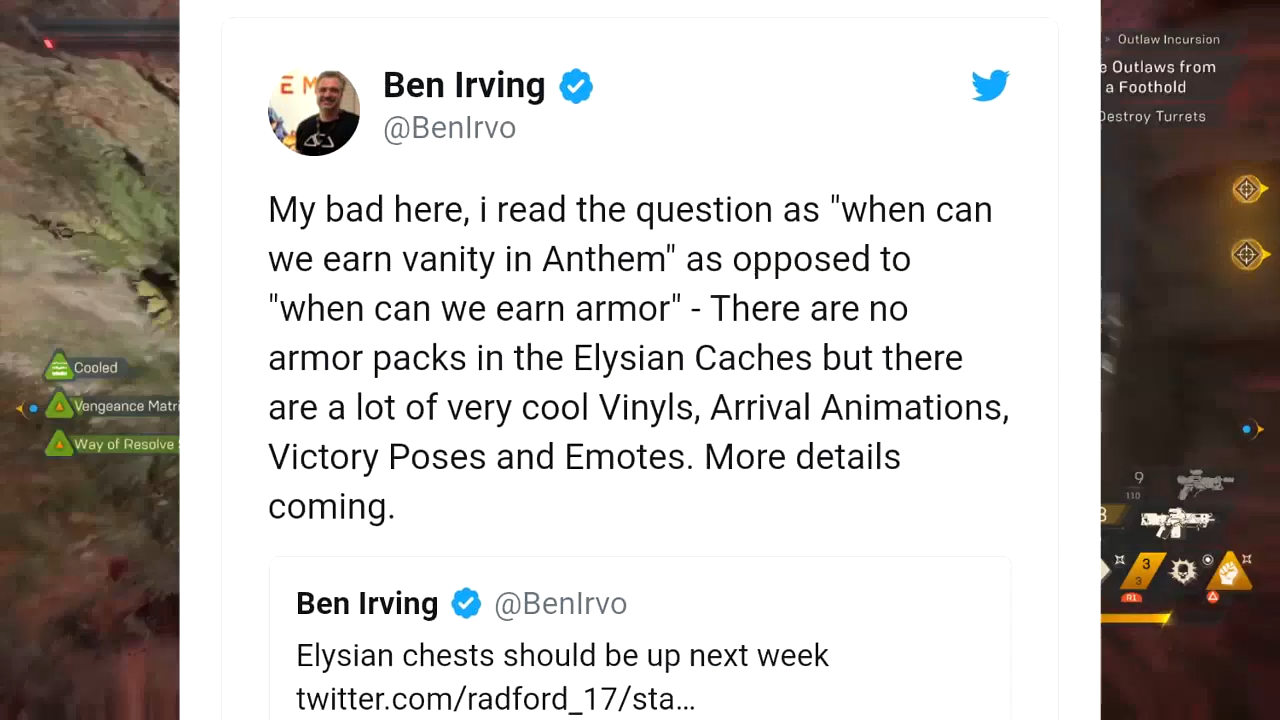 Ben Irving
@BenIrvo
My bad here, i read the question as "when can
we earn vanity in Anthem" as opposed to
"when can we earn armor" - There are no
armor packs in the Elysian Caches but there
are a lot of very cool Vinyls, Arrival Animations,
Victory Poses and Emotes. More details
coming.
Ben Irving @BenIrvo
Elysian chests should be up next week
twitter.com/radford_17/sta...
Outlaw Incursion
e Outlaws from
a Foothold
Destroy Turrets
Cooled
Vengeance Matri
Way of Resolve
9
110
3
3
R1